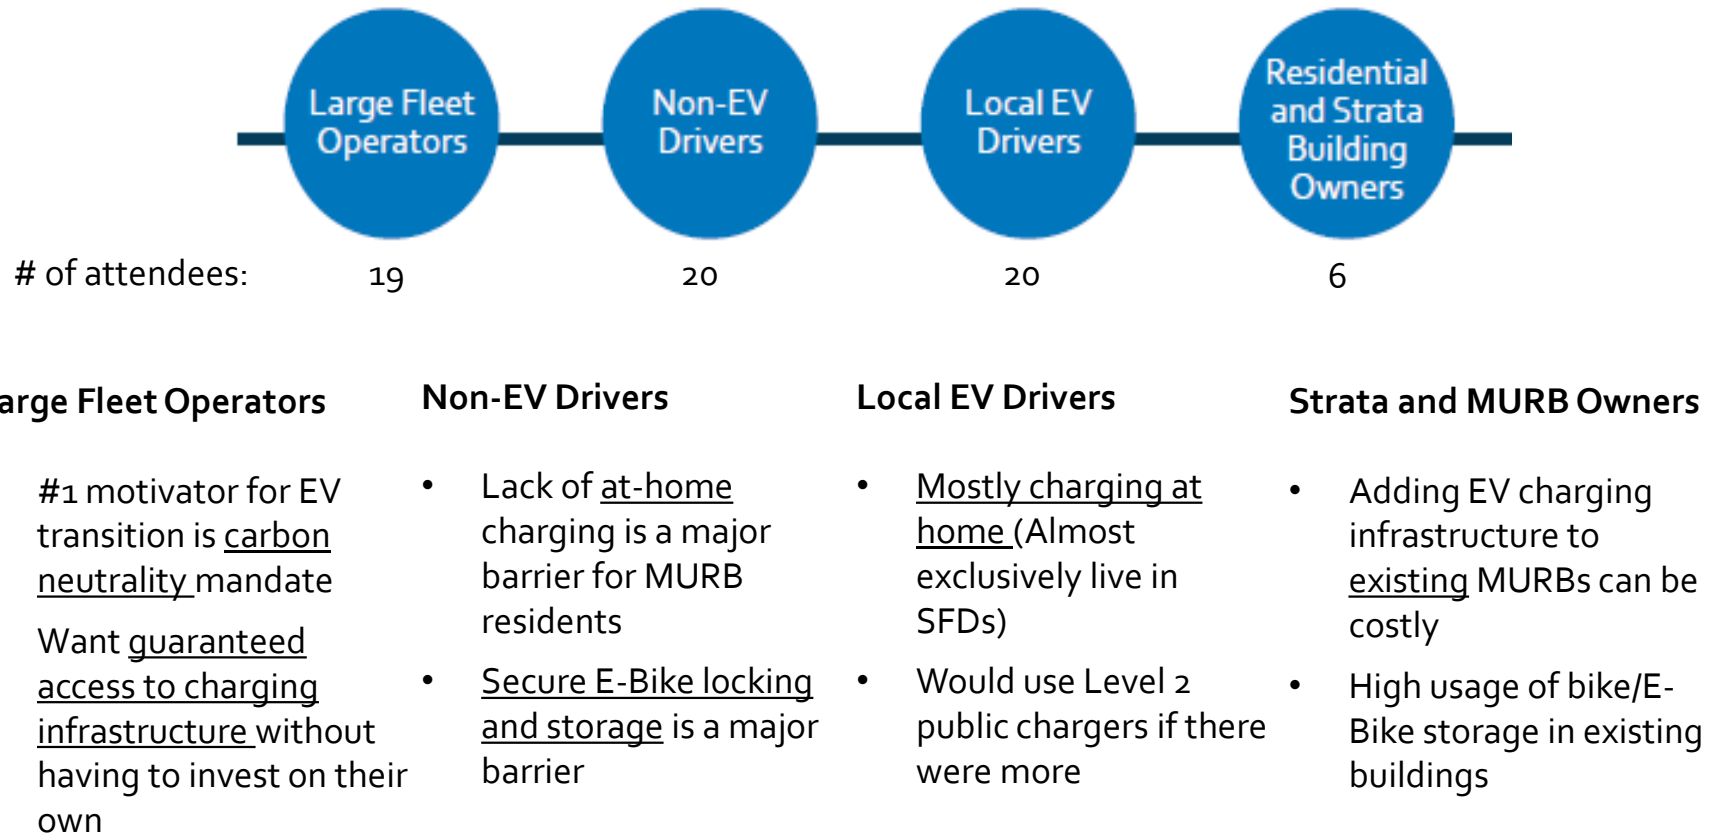 Large Fleet
Operators
Non-EV
Drivers
Local EV
Drivers
Residential
and Strata
Building
Owners
# of attendees: 19 20 20 6
arge Fleet Operators
#1 motivator for EV
transition is carbon
neutrality mandate
Want guaranteed
access to charging
infrastructure without
having to invest on their
own
Non-EV Drivers
• Lack of at-home
charging is a major
barrier for MURB
residents
• Secure E-Bike locking
and storage is a major
barrier
Local EV Drivers
• Mostly charging at
home (Almost
exclusively live in
SFDs)
• Would use Level 2
public chargers if there
were more
Strata and MURB Owners
• Adding EV charging
infrastructure to
existing MURBs can be
costly
• High usage of bike/E-
Bike storage in existing
buildings